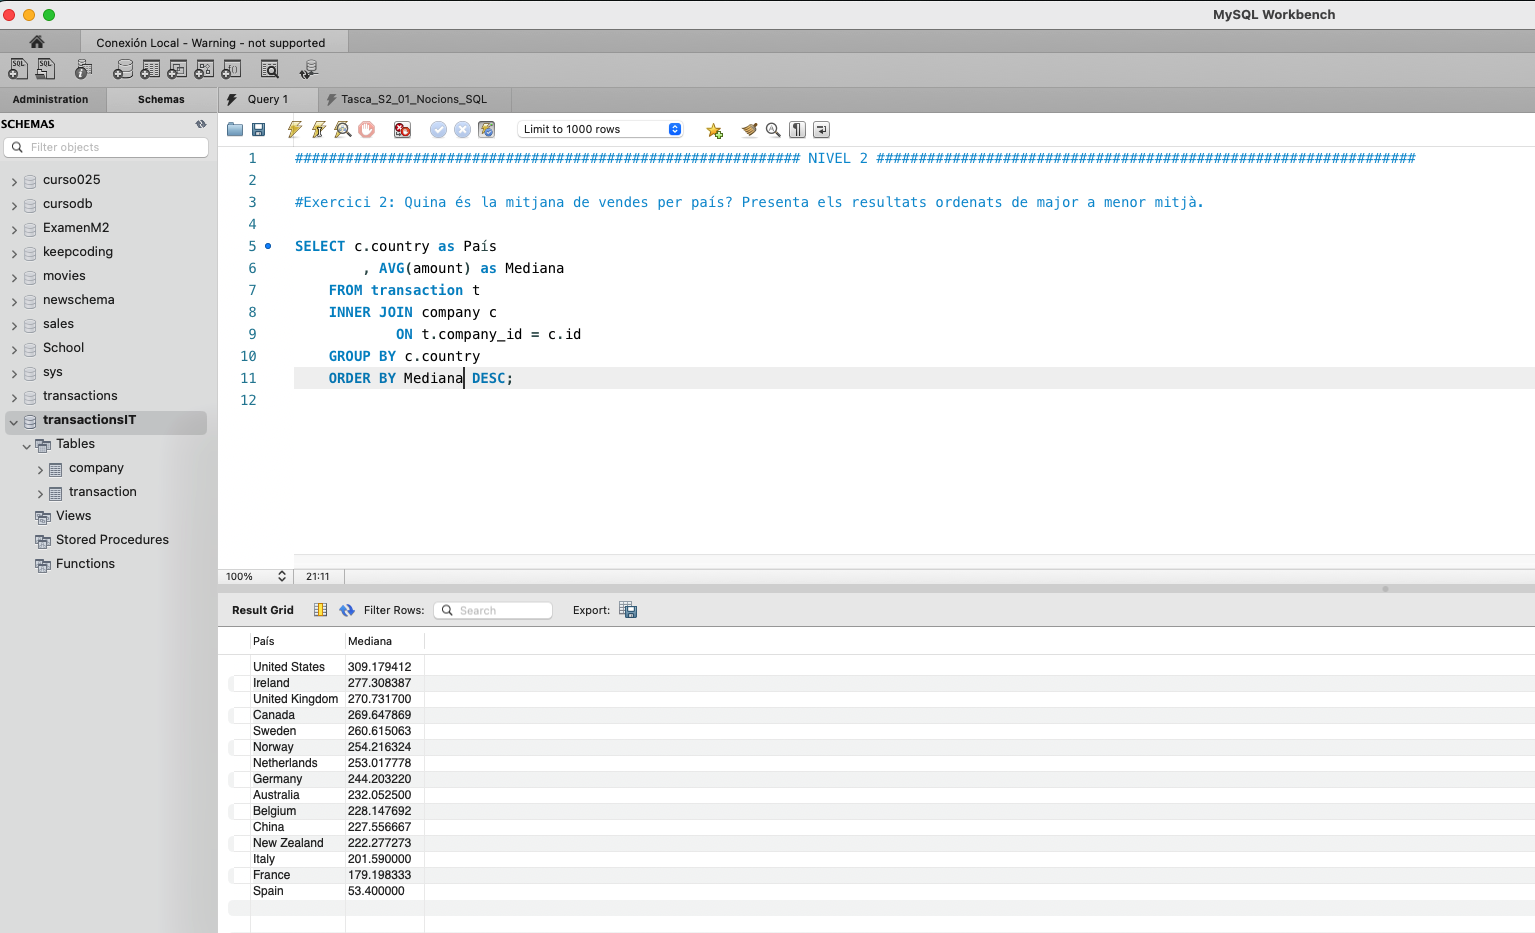 MySQL Workbench
Conexión Local - Warning - not supported
Administration
Schemas
Query 1
Tasca_S2_01_Nocions_SQL
SCHEMAS
Filter objects
curso025
cursodb
ExamenM2
keepcoding
movies
newschema
sales
School
sys
transactions
transactionsIT
Tables
company
transaction
Views
Stored Procedures
Functions
Limit to 1000 rows
1 ############################################################ NIVEL 2 ################################################################
2
3 #Exercici 2: Quina és la mitjana de vendes per país? Presenta els resultats ordenats de major a menor mitjà.
4
5 SELECT c.country as País
6 , AVG(amount) as Mediana
7 FROM transaction t
8 INNER JOIN company c
9 ON t.company_id = c.id
10 GROUP BY c.country
11 ORDER BY Mediana DESC;
12
100% 21:11
Result Grid Filter Rows: Search Export:
País Mediana
United States 309.179412
Ireland 277.308387
United Kingdom 270.731700
Canada 269.647869
Sweden 260.615063
Norway 254.216324
Netherlands 253.017778
Germany 244.203220
Australia 232.052500
Belgium 228.147692
China 227.556667
New Zealand 222.277273
Italy 201.590000
France 179.198333
Spain 53.400000